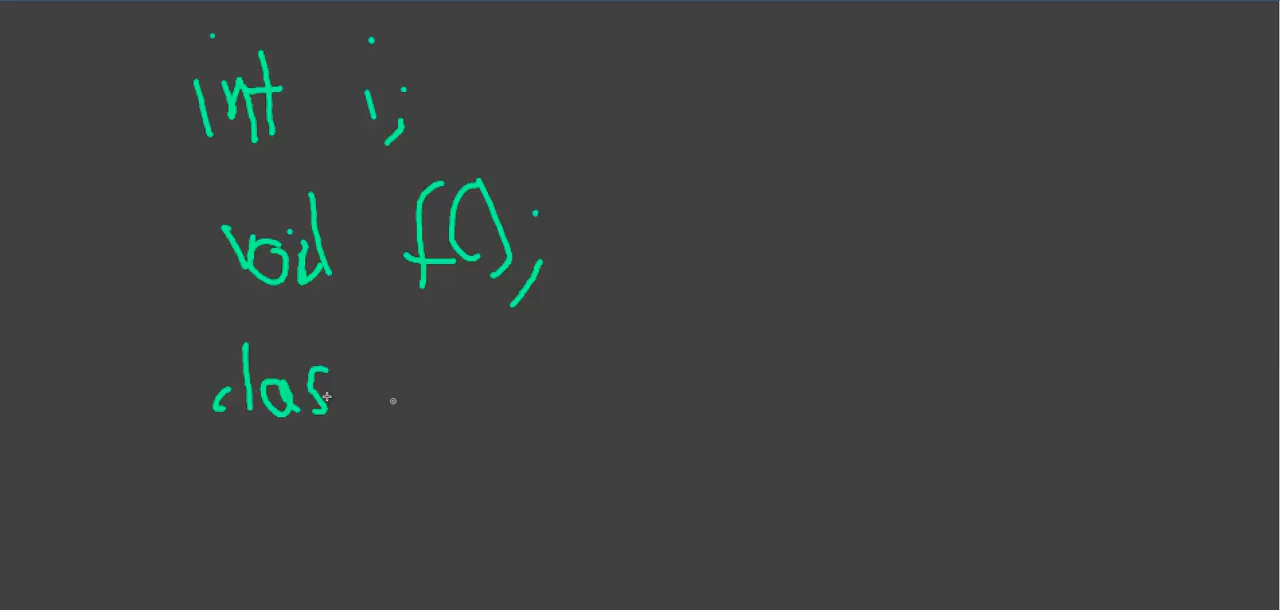 int i;
void f();
clas